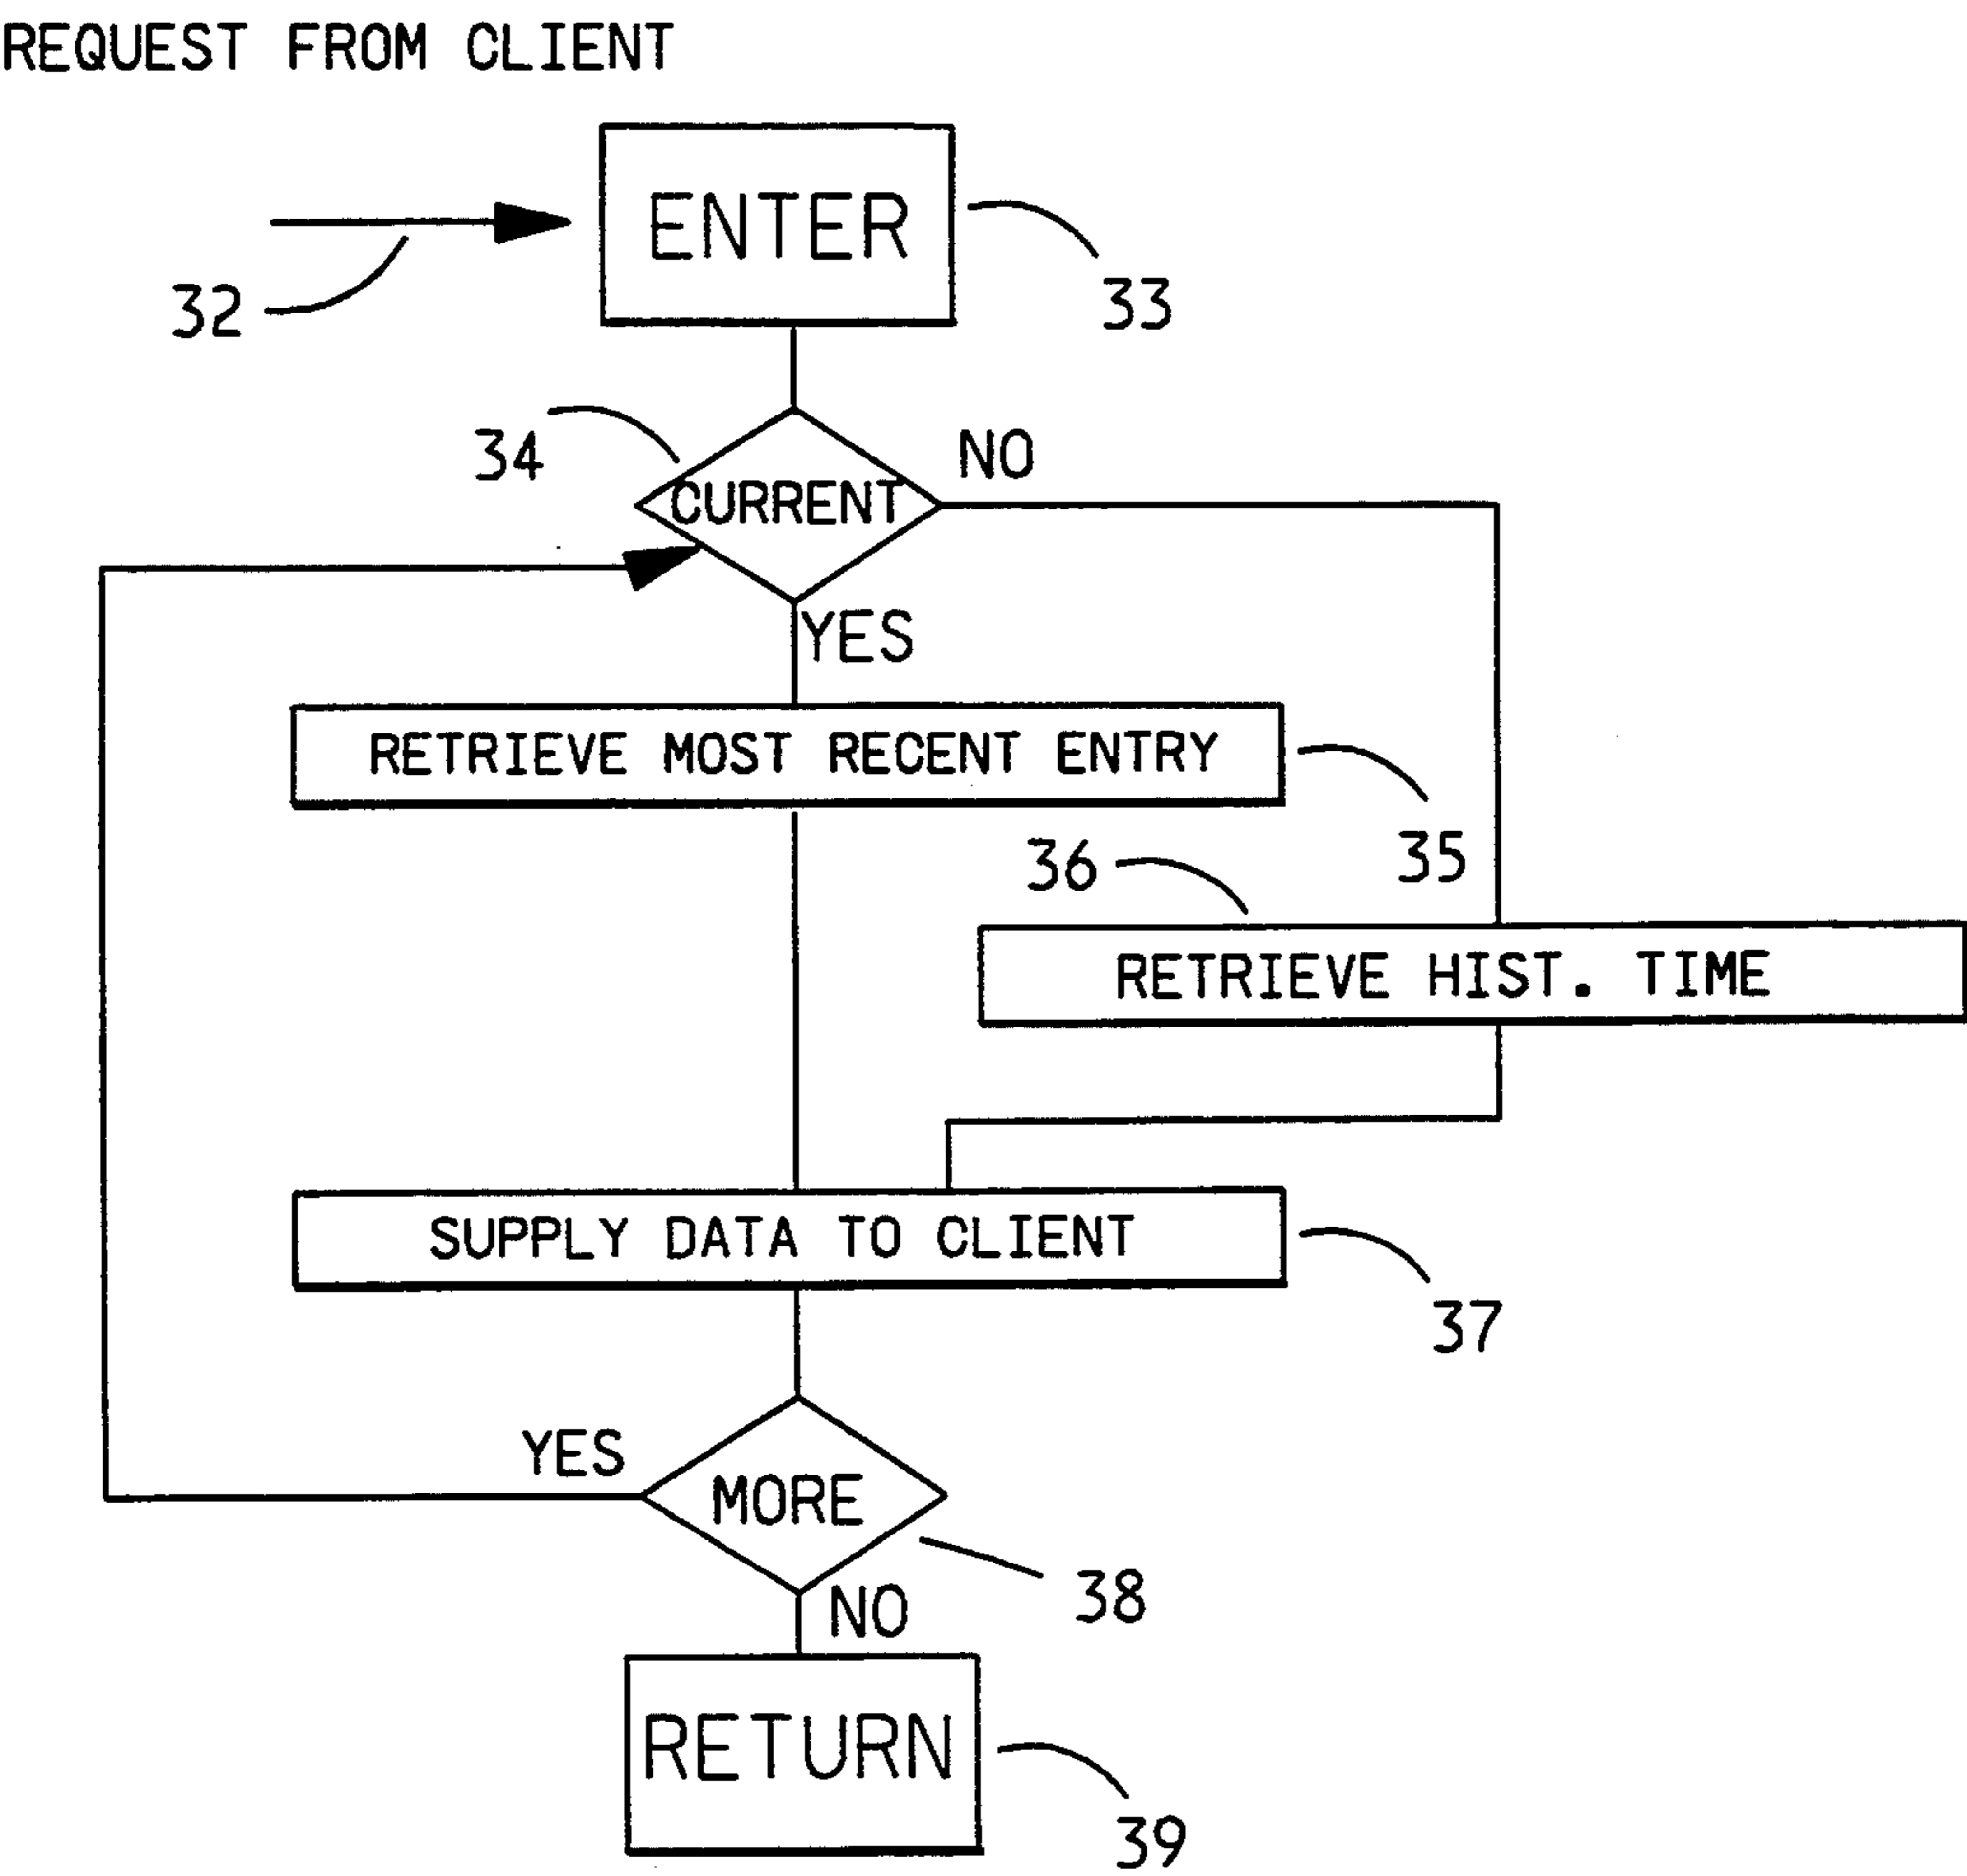 REQUEST FROM CLIENT
ENTER
32
33
34
NO
CURRENT
YES
RETRIEVE MOST RECENT ENTRY
35
36
RETRIEVE HIST. TIME
SUPPLY DATA TO CLIENT
37
YES
MORE
38
NO
RETURN
39